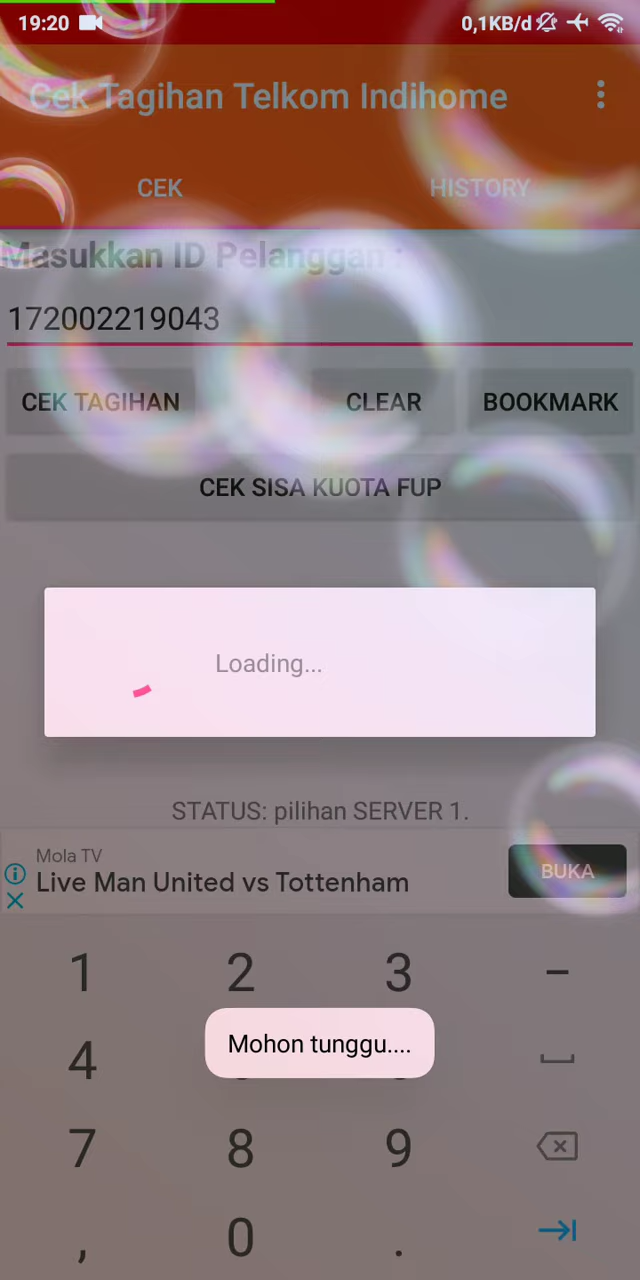 19:20 0,1KB/d
Cek Tagihan Telkom Indihome
CEK HISTORY
Masukkan ID Pelanggan :
172002219043
CEK TAGIHAN CLEAR BOOKMARK
CEK SISA KUOTA FUP
Loading...
STATUS: pilihan SERVER 1.
Mola TV
Live Man United vs Tottenham
BUKA
1 2 3 −
Mohon tunggu....
4
7 8 9
, 0 .